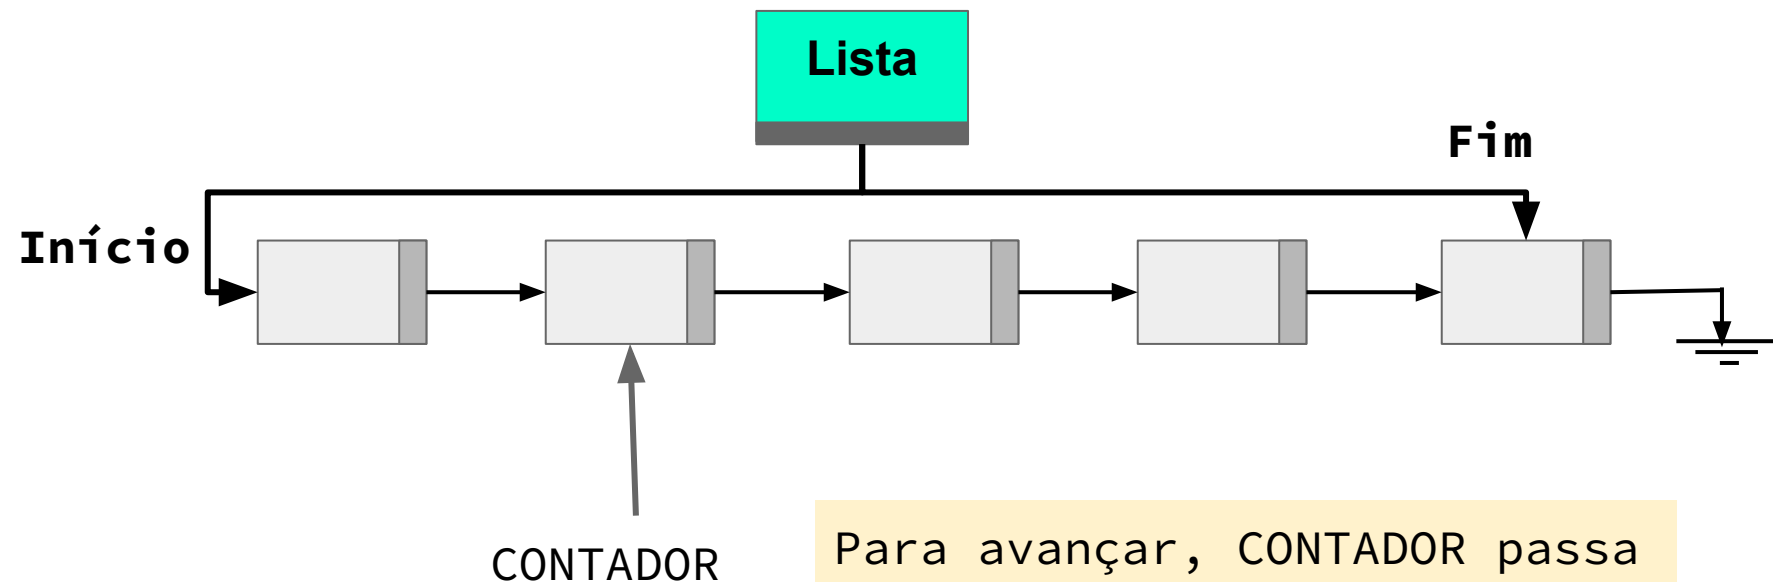 Lista
Fim
Início
CONTADOR
Para avançar, CONTADOR passa